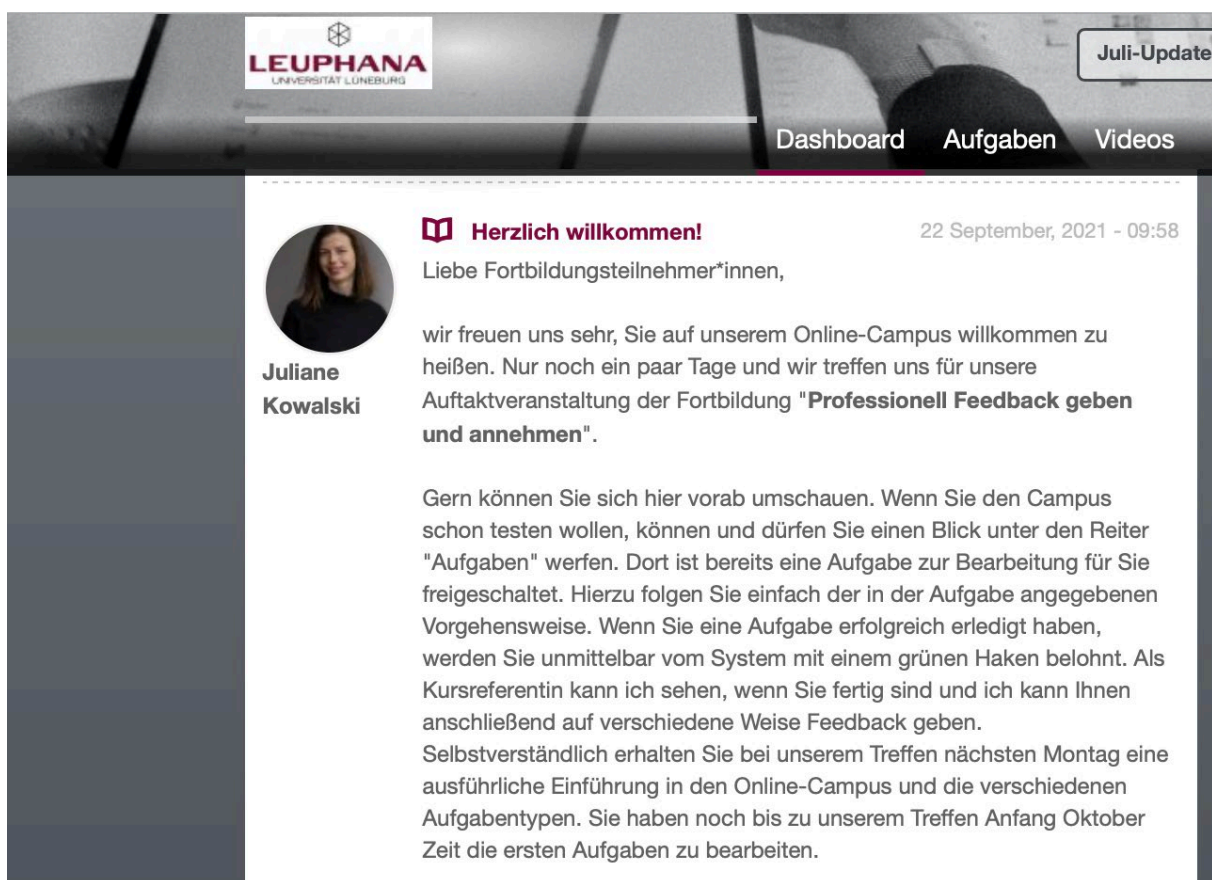 LEUPHANA
UNIVERSITÄT LÜNEBURG
Juli-Update
Dashboard Aufgaben Videos
Herzlich willkommen! 22 September, 2021 - 09:58
Liebe Fortbildungsteilnehmer*innen,
Juliane
Kowalski
wir freuen uns sehr, Sie auf unserem Online-Campus willkommen zu
heißen. Nur noch ein paar Tage und wir treffen uns für unsere
Auftaktveranstaltung der Fortbildung "Professionell Feedback geben
und annehmen".
Gern können Sie sich hier vorab umschauen. Wenn Sie den Campus
schon testen wollen, können und dürfen Sie einen Blick unter den Reiter
"Aufgaben" werfen. Dort ist bereits eine Aufgabe zur Bearbeitung für Sie
freigeschaltet. Hierzu folgen Sie einfach der in der Aufgabe angegebenen
Vorgehensweise. Wenn Sie eine Aufgabe erfolgreich erledigt haben,
werden Sie unmittelbar vom System mit einem grünen Haken belohnt. Als
Kursreferentin kann ich sehen, wenn Sie fertig sind und ich kann Ihnen
anschließend auf verschiedene Weise Feedback geben.
Selbstverständlich erhalten Sie bei unserem Treffen nächsten Montag eine
ausführliche Einführung in den Online-Campus und die verschiedenen
Aufgabentypen. Sie haben noch bis zu unserem Treffen Anfang Oktober
Zeit die ersten Aufgaben zu bearbeiten.